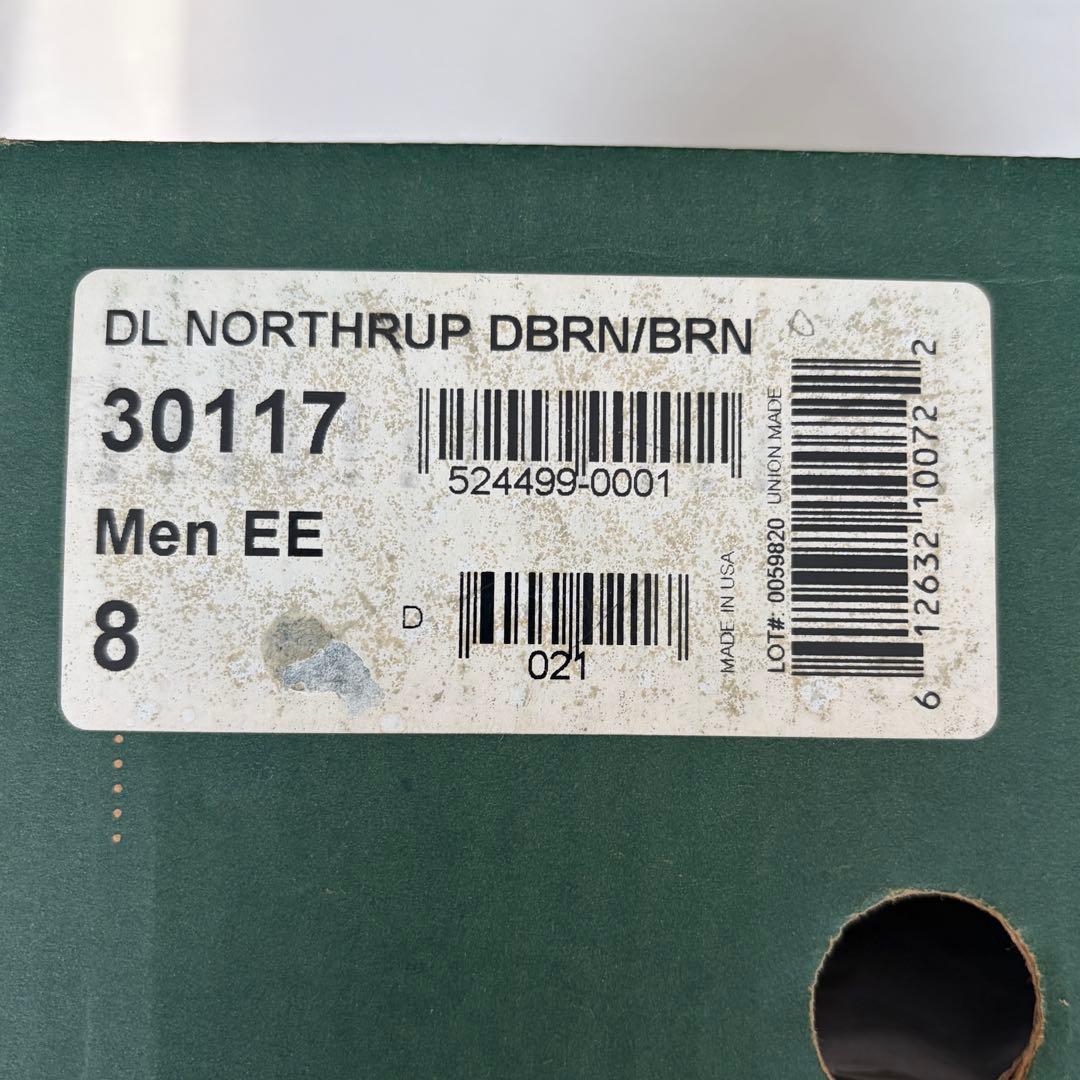 DL NORTHRUP DBRN/BRN
30117
524499-0001
Men EE
8
D
021
MADE IN USA
LOT#: 0059820 UNION MADE
6 12632 10072 2